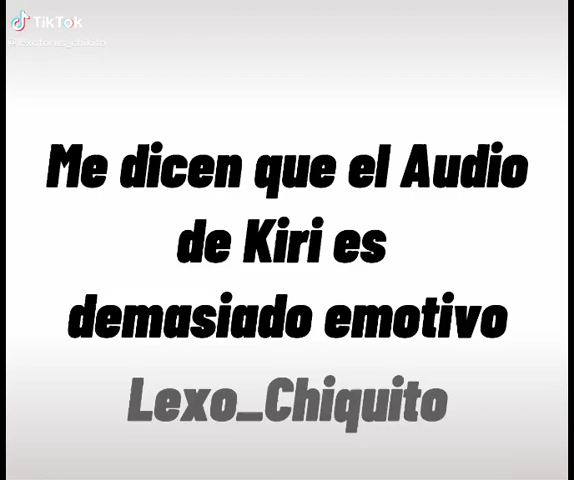 TikTok
Me dicen que el Audio
de Kiri es
demasiado emotivo
Lexo_Chiquito